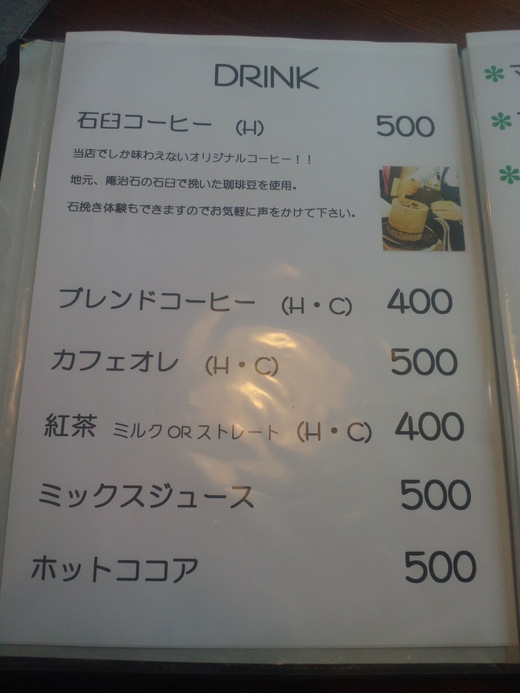 DRINK
石臼コーヒー (H) 500
当店でしか味わえないオリジナルコーヒー！！
地元、庵治石の石臼で挽いた珈琲豆を使用。
石挽き体験もできますのでお気軽に声をかけて下さい。
ブレンドコーヒー (H・C) 400
カフェオレ (H・C) 500
紅茶 ミルク OR ストレート (H・C) 400
ミックスジュース 500
ホットココア 500